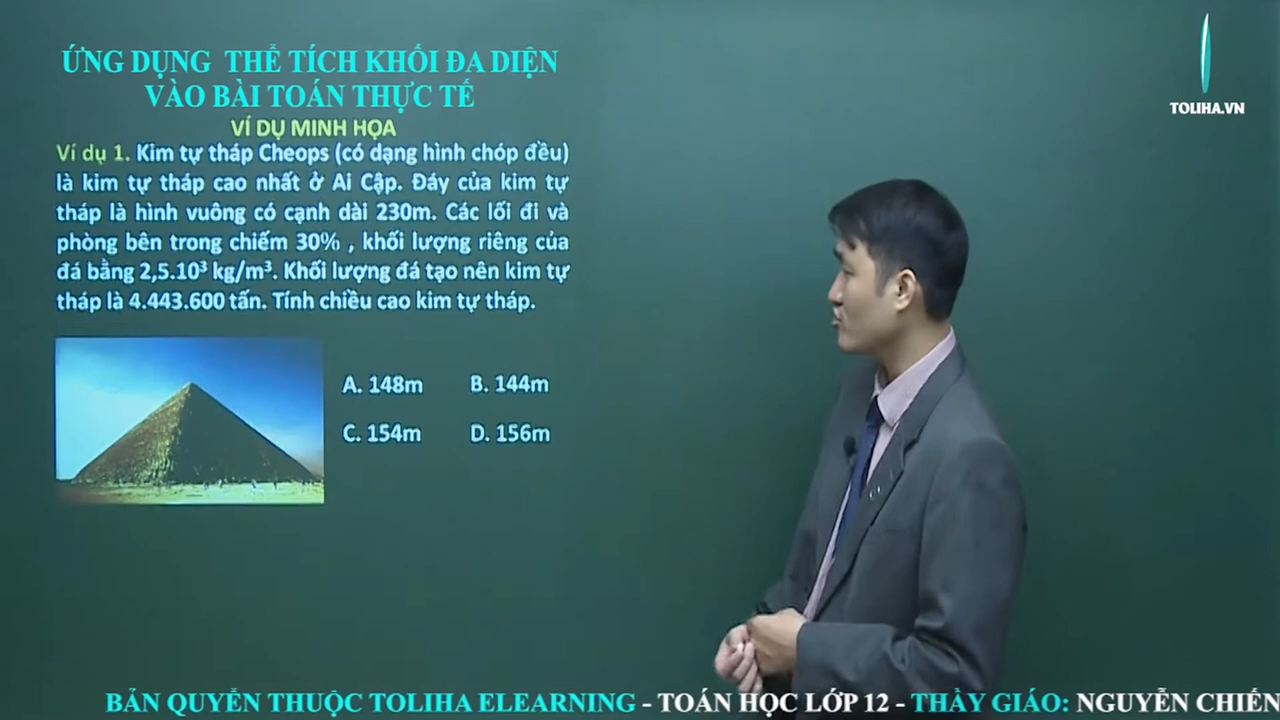 ỨNG DỤNG THỂ TÍCH KHỐI ĐA DIỆN
VÀO BÀI TOÁN THỰC TẾ
VÍ DỤ MINH HỌA
Ví dụ 1. Kim tự tháp Cheops (có dạng hình chóp đều)
là kim tự tháp cao nhất ở Ai Cập. Đáy của kim tự
tháp là hình vuông có cạnh dài 230m. Các lối đi và
phòng bên trong chiếm 30% , khối lượng riêng của
đá bằng 2,5.10³ kg/m³. Khối lượng đá tạo nên kim tự
tháp là 4.443.600 tấn. Tính chiều cao kim tự tháp.
A. 148m B. 144m
C. 154m D. 156m
TOLIHA.VN
BẢN QUYỀN THUỘC TOLIHA ELEARNING - TOÁN HỌC LỚP 12 - THẦY GIÁO: NGUYỄN CHIẾN